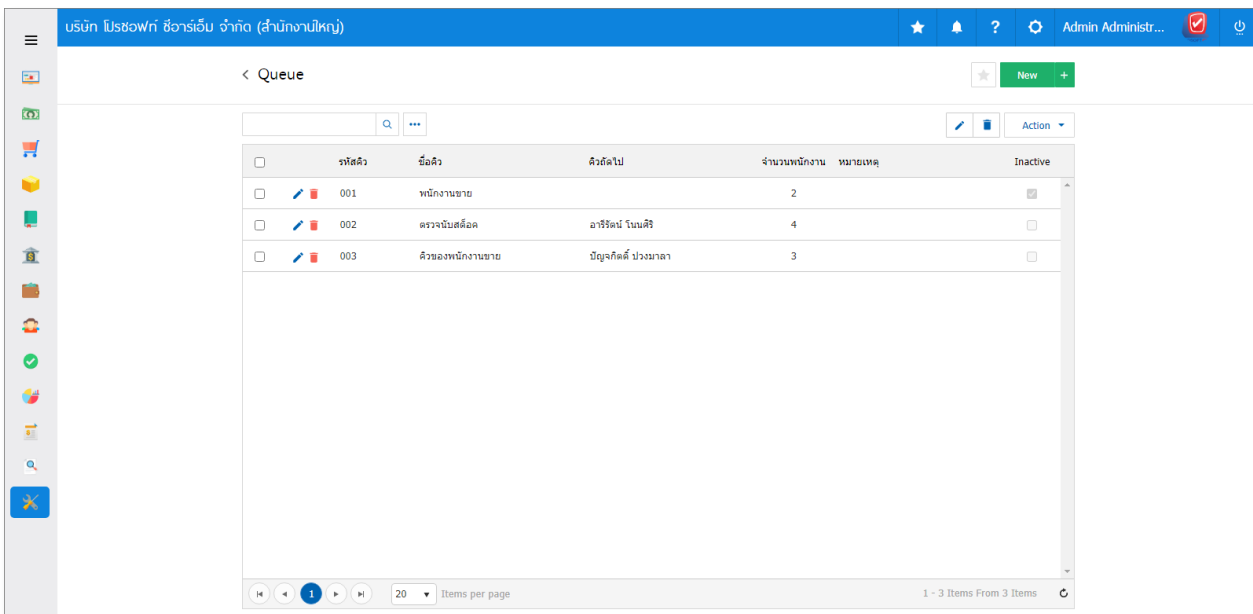 บริษัท โปรซอฟท์ ซีอาร์เอ็ม จำกัด (สำนักงานใหญ่) ? Admin Administr...
< Queue New +
Action
รหัสคิว ชื่อคิว คิวถัดไป จำนวนพนักงาน หมายเหตุ Inactive
001 พนักงานขาย 2
002 ตรวจนับสต็อค อารีรัตน์ โนนศิริ 4
003 คิวของพนักงานขาย ปัญจกิตติ์ ปวงมาลา 3
1 20 Items per page 1 - 3 Items From 3 Items